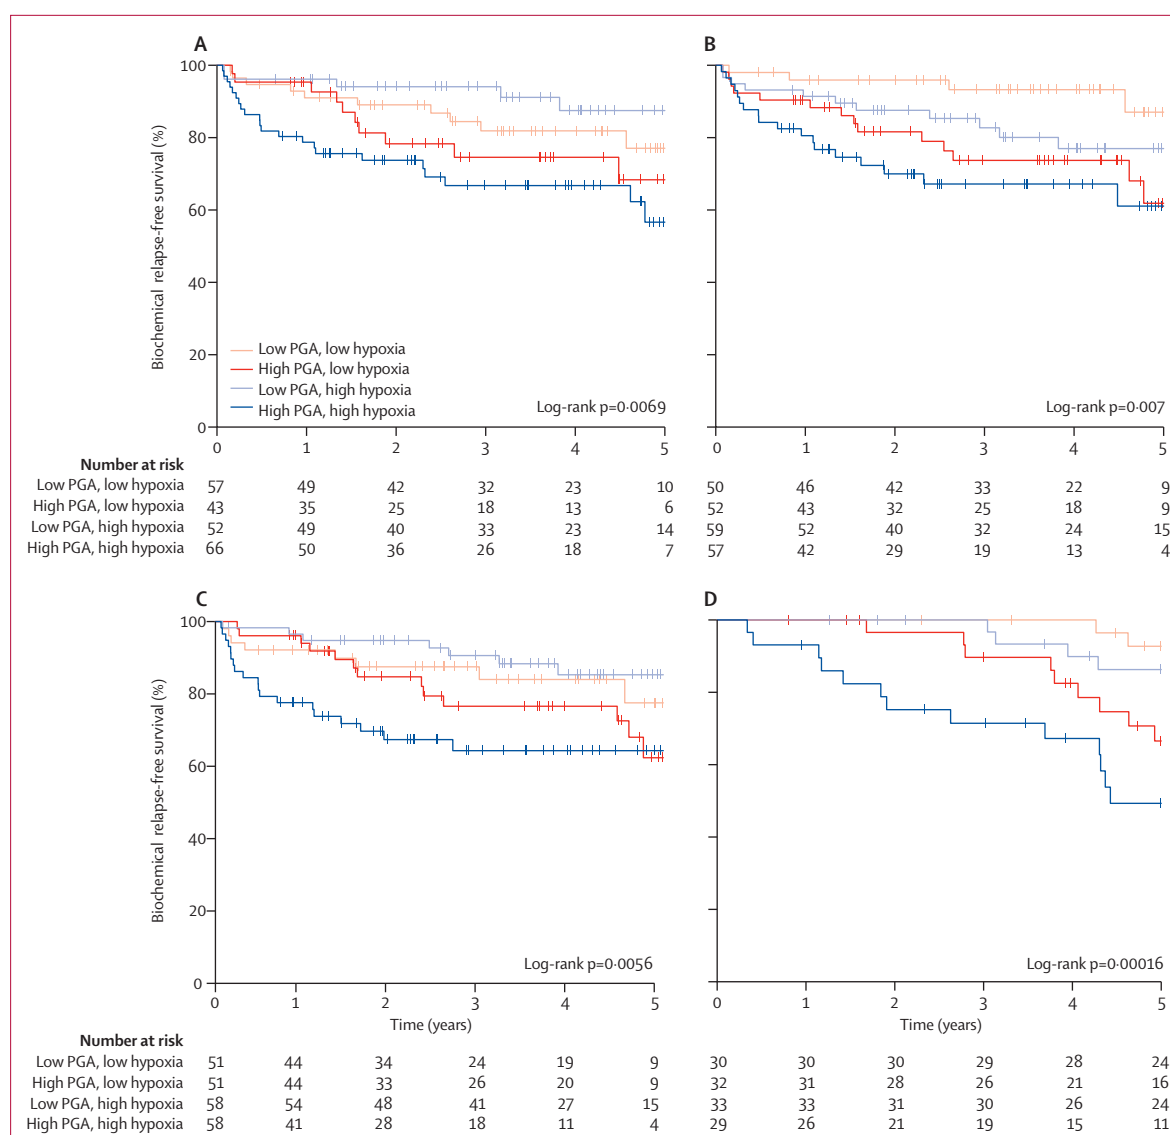 A
B
Biochemical relapse-free survival (%)
100
80
60
40
20
0
100
Low PGA, low hypoxia
High PGA, low hypoxia
Low PGA, high hypoxia
High PGA, high hypoxia
Log-rank p=0·0069
Log-rank p=0·007
0 1 2 3 4 5
0 1 2 3 4 5
Number at risk
Low PGA, low hypoxia 57 49 42 32 23 10 50 46 42 33 22 9
High PGA, low hypoxia 43 35 25 18 13 6 52 43 32 25 18 9
Low PGA, high hypoxia 52 49 40 33 23 14 59 52 40 32 24 15
High PGA, high hypoxia 66 50 36 26 18 7 57 42 29 19 13 4
C
D
Biochemical relapse-free survival (%)
100
80
60
40
20
0
Log-rank p=0·0056
Log-rank p=0·00016
0 1 2 3 4 5
0 1 2 3 4 5
Time (years)
Time (years)
Number at risk
Low PGA, low hypoxia 51 44 34 24 19 9 30 30 30 29 28 24
High PGA, low hypoxia 51 44 33 26 20 9 32 31 28 26 21 16
Low PGA, high hypoxia 58 54 48 41 27 15 33 33 31 30 26 24
High PGA, high hypoxia 58 41 28 18 11 4 29 26 21 19 15 11